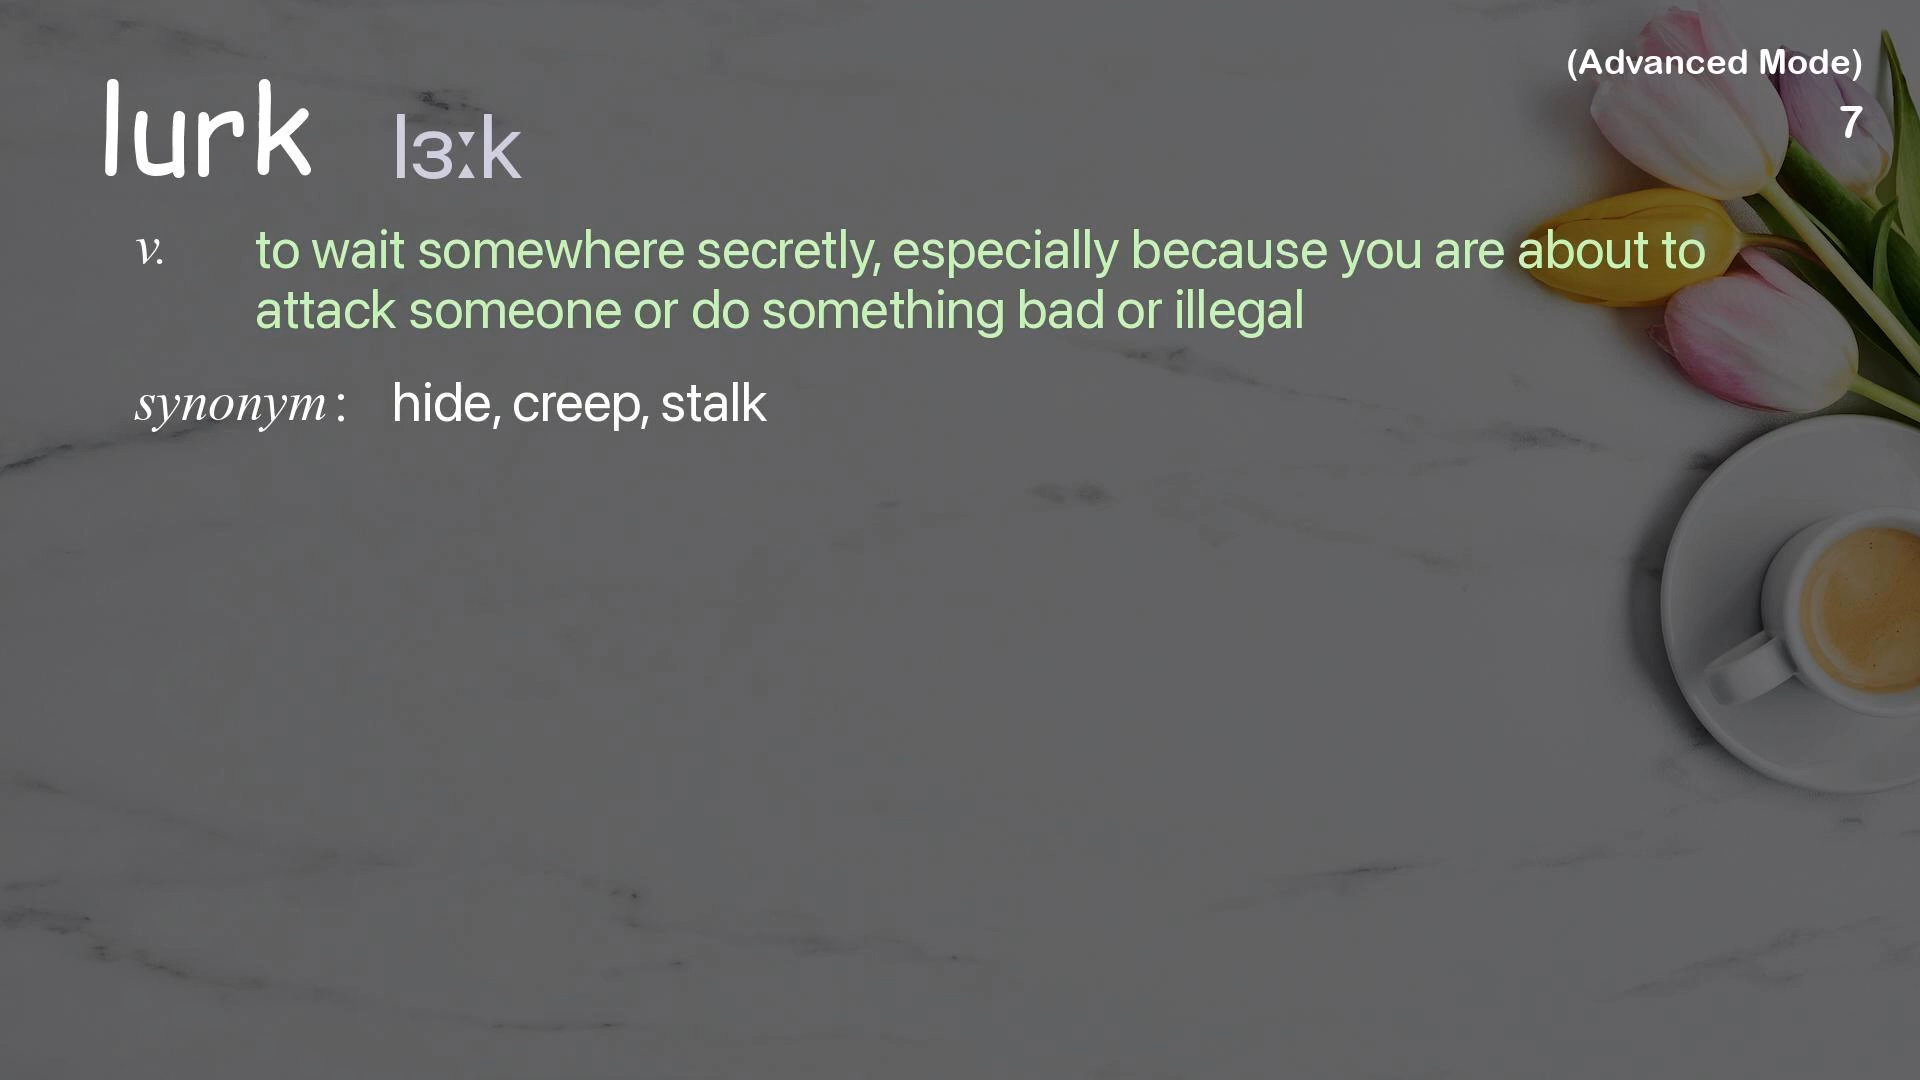 (Advanced Mode)
7
lurk lɜːk
v. to wait somewhere secretly, especially because you are about to
attack someone or do something bad or illegal
synonym: hide, creep, stalk